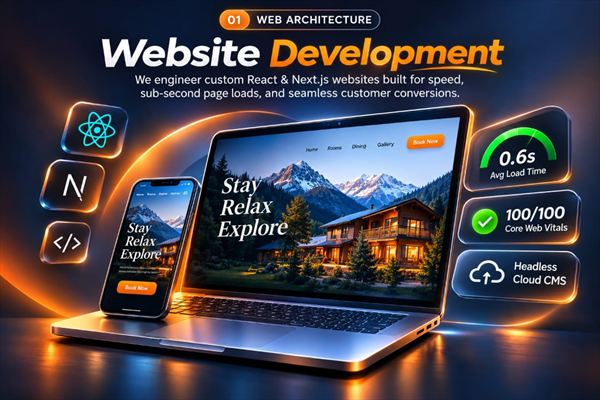 01 WEB ARCHITECTURE
Website Development
We engineer custom React & Next.js websites built for speed,
sub-second page loads, and seamless customer conversions.
N
</>
Stay
Relax
Explore
Book Now
Home Rooms Dining Gallery Book Now
Stay
Relax
Explore
0.6s
Avg Load Time
100/100
Core Web Vitals
Headless
Cloud CMS